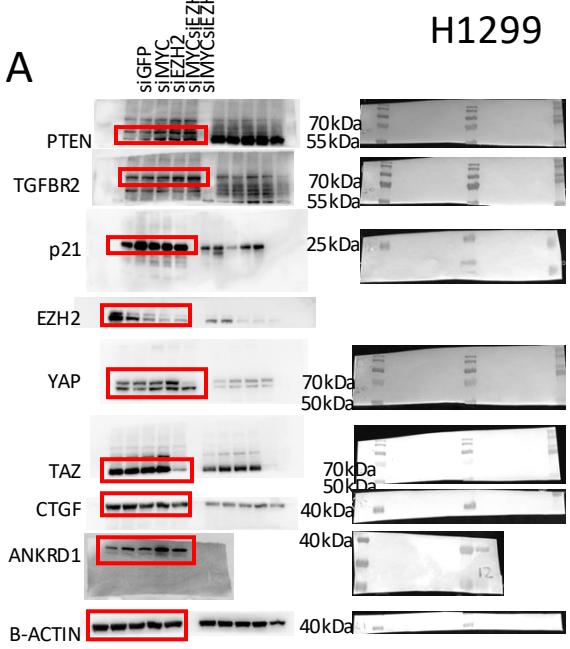 H1299
A
siGFP
siMYC
siEZH2
siMYCsiEZH
siMYCsiEZH
PTEN
70kDa
55kDa
TGFBR2
70kDa
55kDa
p21
25kDa
EZH2
YAP
70kDa
50kDa
TAZ
70kDa
50kDa
CTGF
40kDa
ANKRD1
40kDa
12
B-ACTIN
40kDa